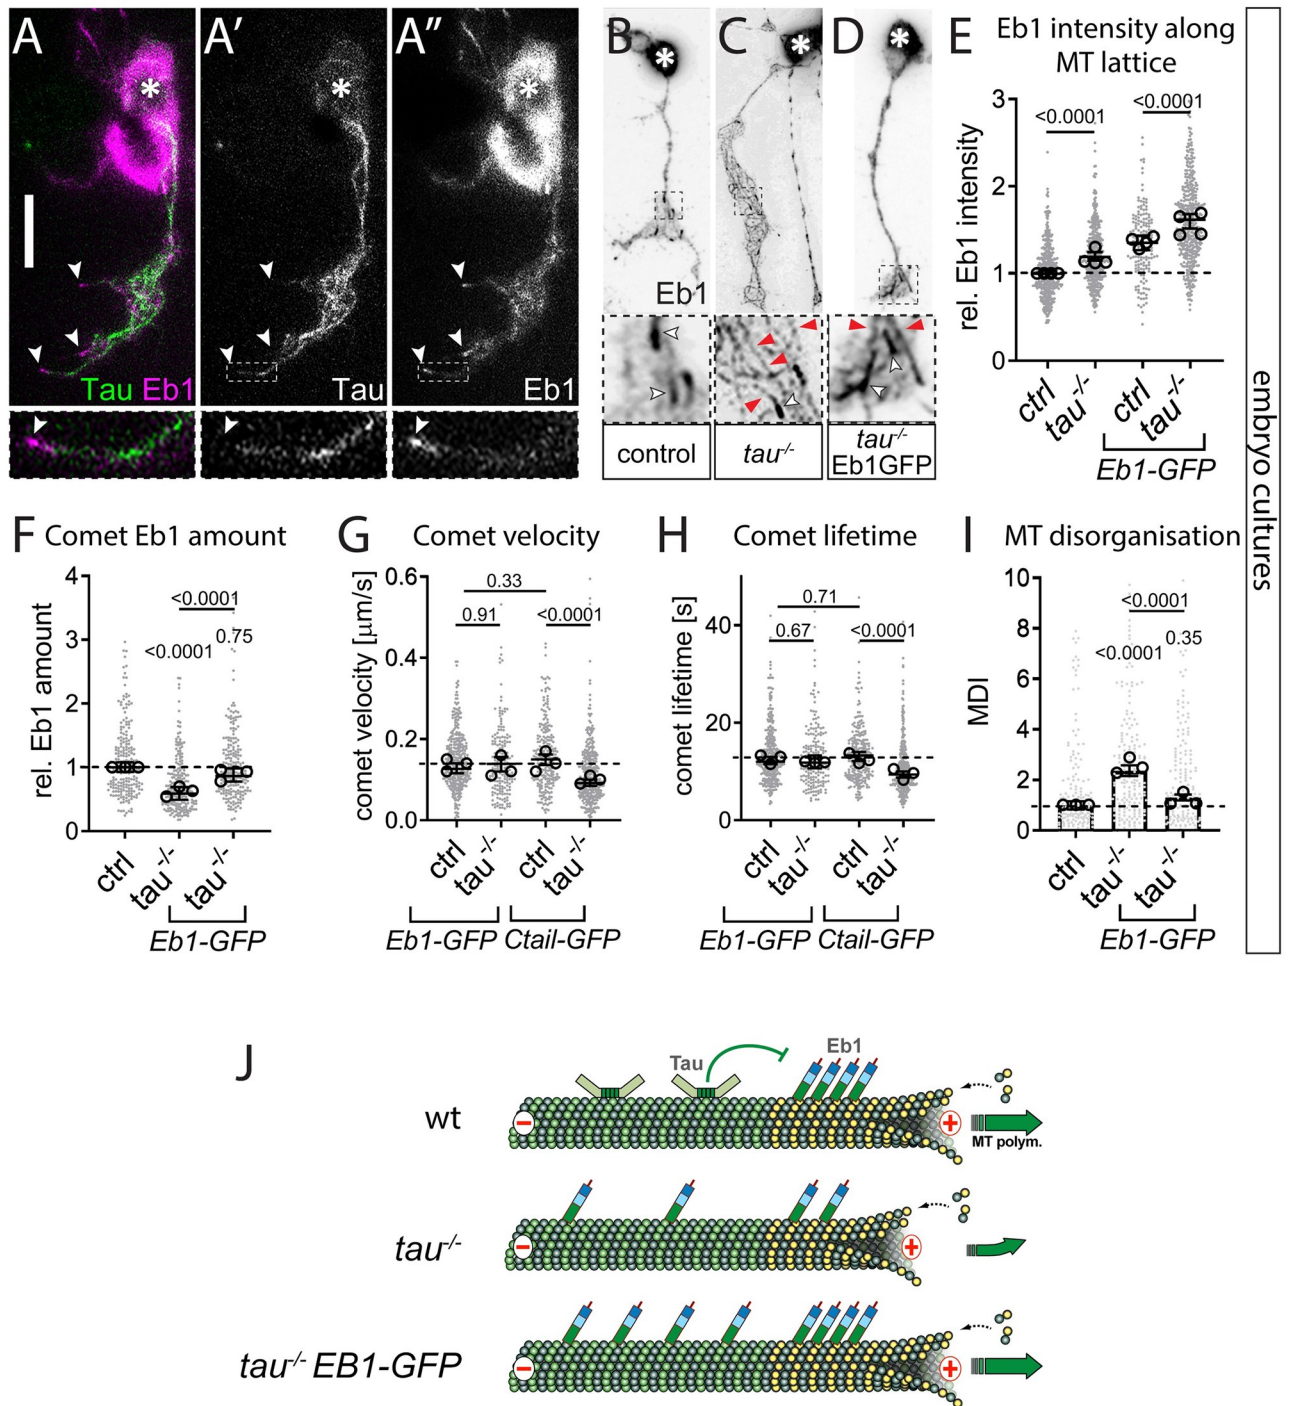 A
A′
A″
B
C
D
E
Eb1 intensity along
MT lattice
*
*
*
*
*
*
Tau Eb1
Tau
Eb1
Eb1
control
tau-/-
tau-/-
Eb1GFP
rel. Eb1 intensity
3
2
1
0
<0.0001
<0.0001
ctrl
tau-/-
ctrl
tau-/-
Eb1-GFP
embryo cultures
F
Comet Eb1 amount
rel. Eb1 amount
4
3
2
1
0
<0.0001
<0.0001
0.75
ctrl
tau -/-
tau -/-
Eb1-GFP
G
Comet velocity
comet velocity [μm/s]
0.6
0.4
0.2
0.0
0.33
0.91
<0.0001
ctrl
tau -/-
ctrl
tau -/-
Eb1-GFP
Ctail-GFP
H
Comet lifetime
comet lifetime [s]
40
20
0
0.71
0.67
<0.0001
ctrl
tau -/-
ctrl
tau -/-
Eb1-GFP
Ctail-GFP
I
MT disorganisation
MDI
10
8
6
4
2
0
<0.0001
<0.0001
0.35
ctrl
tau -/-
tau -/-
Eb1-GFP
J
wt
Tau
Eb1
−
+
MT polym.
tau-/-
−
+
tau-/- EB1-GFP
−
+